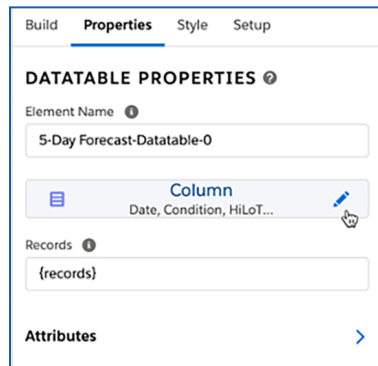 Build Properties Style Setup
DATATABLE PROPERTIES
Element Name
5-Day Forecast-Datatable-0
Column
Date, Condition, HiLoT...
Records
{records}
Attributes